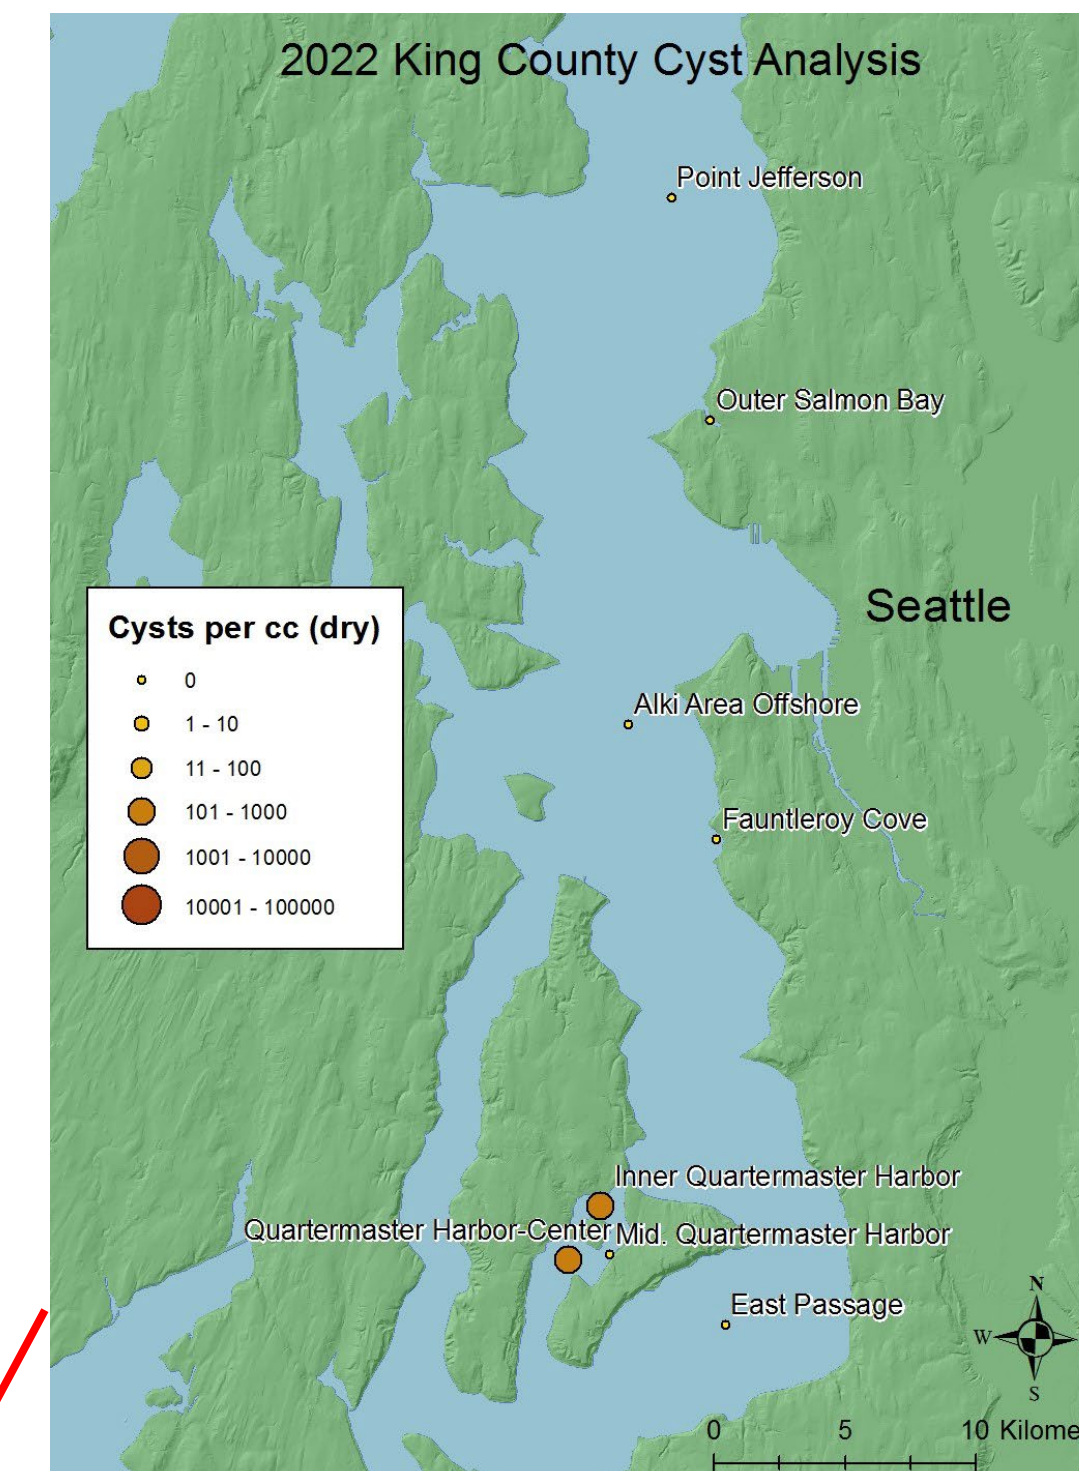 2022 King County Cyst Analysis
Point Jefferson
Outer Salmon Bay
Seattle
Cysts per cc (dry)
0
1 - 10
11 - 100
101 - 1000
1001 - 10000
10001 - 100000
Alki Area Offshore
Fauntleroy Cove
Inner Quartermaster Harbor
Quartermaster Harbor-Center
Mid. Quartermaster Harbor
East Passage
N
W
S
0 5 10 Kilome